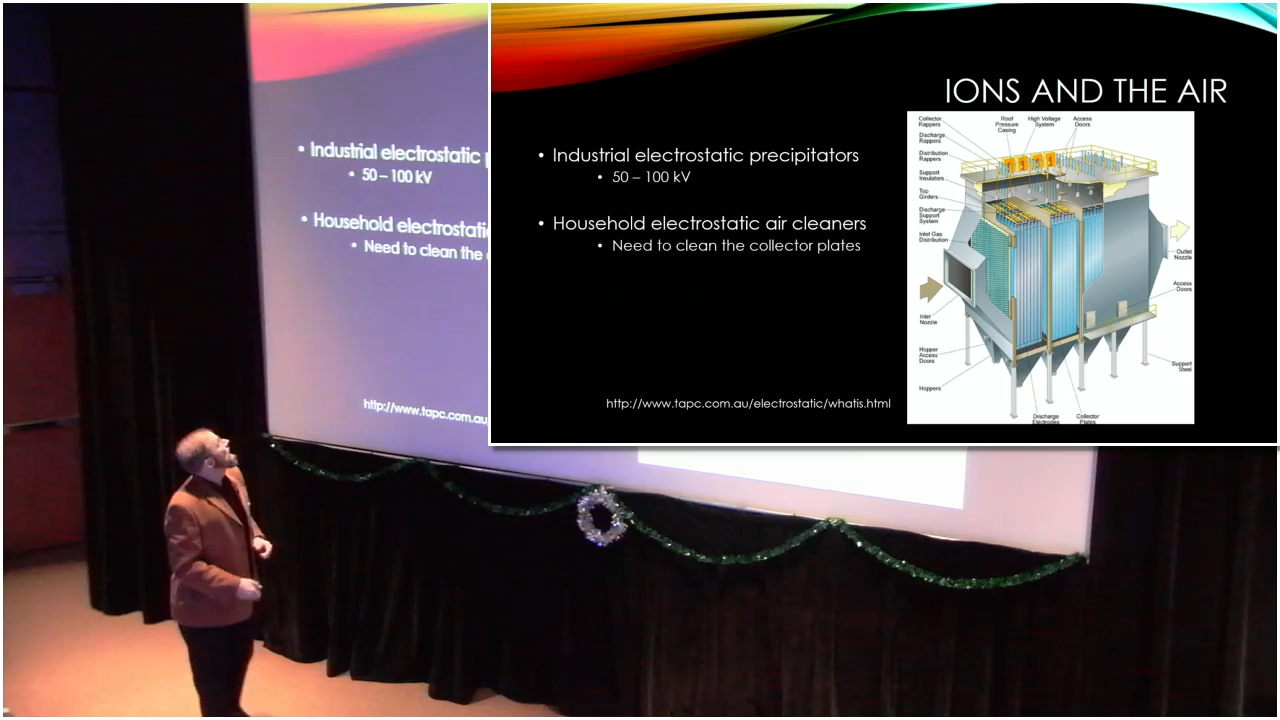 IONS AND THE AIR
• Industrial electrostatic precipitators
• 50 – 100 kV
• Household electrostatic air cleaners
• Need to clean the collector plates
http://www.tapc.com.au/electrostatic/whatis.html
Collector
Rappers
Discharge
Rappers
Distribution
Rappers
Support
Insulators
Top
Girders
Discharge
Support
System
Inlet Gas
Distribution
Inlet
Nozzle
Hopper
Access
Doors
Hoppers
Roof
Pressure
Casing
High Voltage
System
Access
Doors
Outlet
Nozzle
Access
Doors
Support
Steel
Discharge
Electrodes
Collector
Plates
• Industrial electrostatic
• 50 – 100 kV
• Household electrostati
• Need to clean the
http://www.tapc.com.au